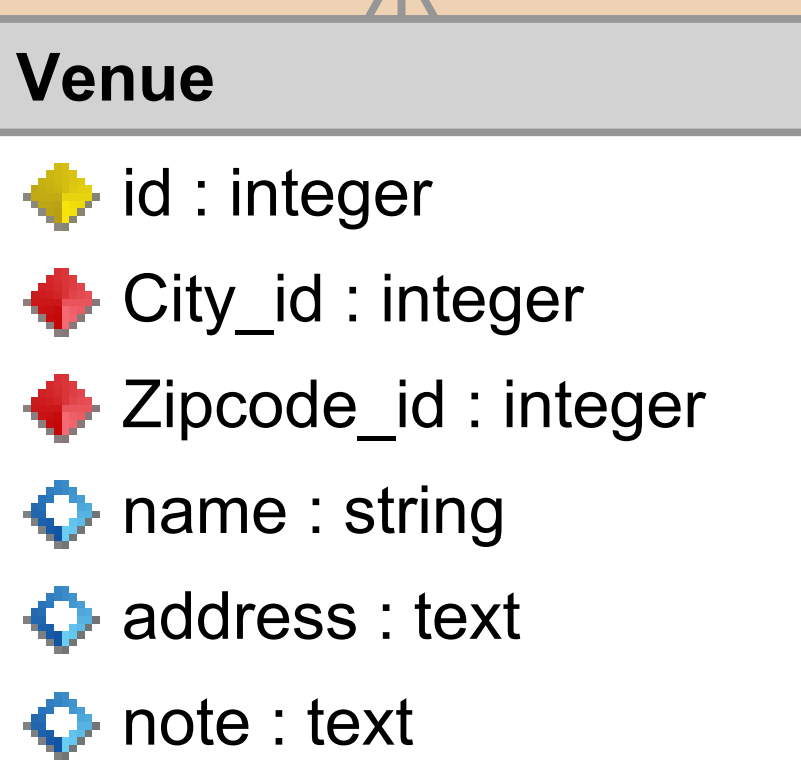 Venue
id : integer
City_id : integer
Zipcode_id : integer
name : string
address : text
note : text